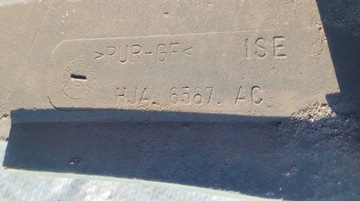 >PUR-GF< ISE
HJA. 6567. AC